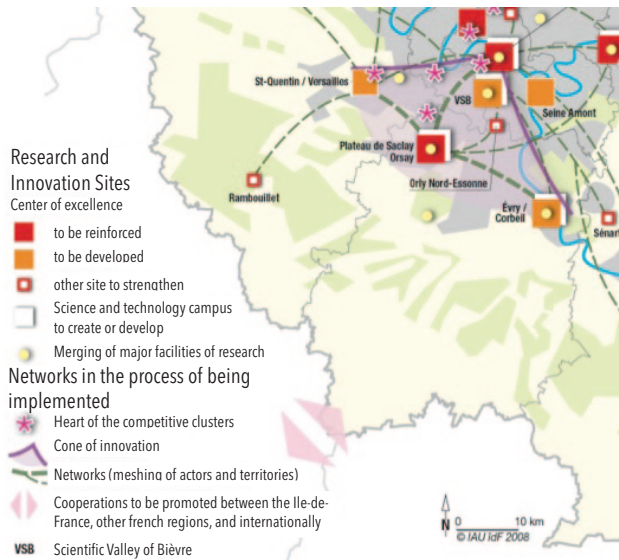 St-Quentin / Versailles
VSB
Seine Amont
Plateau de Saclay
Orsay
Orly Nord-Essonne
Rambouillet
Évry /
Corbeil
Sénart
Research and
Innovation Sites
Center of excellence
to be reinforced
to be developed
other site to strengthen
Science and technology campus
to create or develop
Merging of major facilities of research
Networks in the process of being
implemented
Heart of the competitive clusters
Cone of innovation
Networks (meshing of actors and territories)
Cooperations to be promoted between the Ile-de-
France, other french regions, and internationally
VSB Scientific Valley of Bièvre
N
0 10 km
© IAU îdF 2008